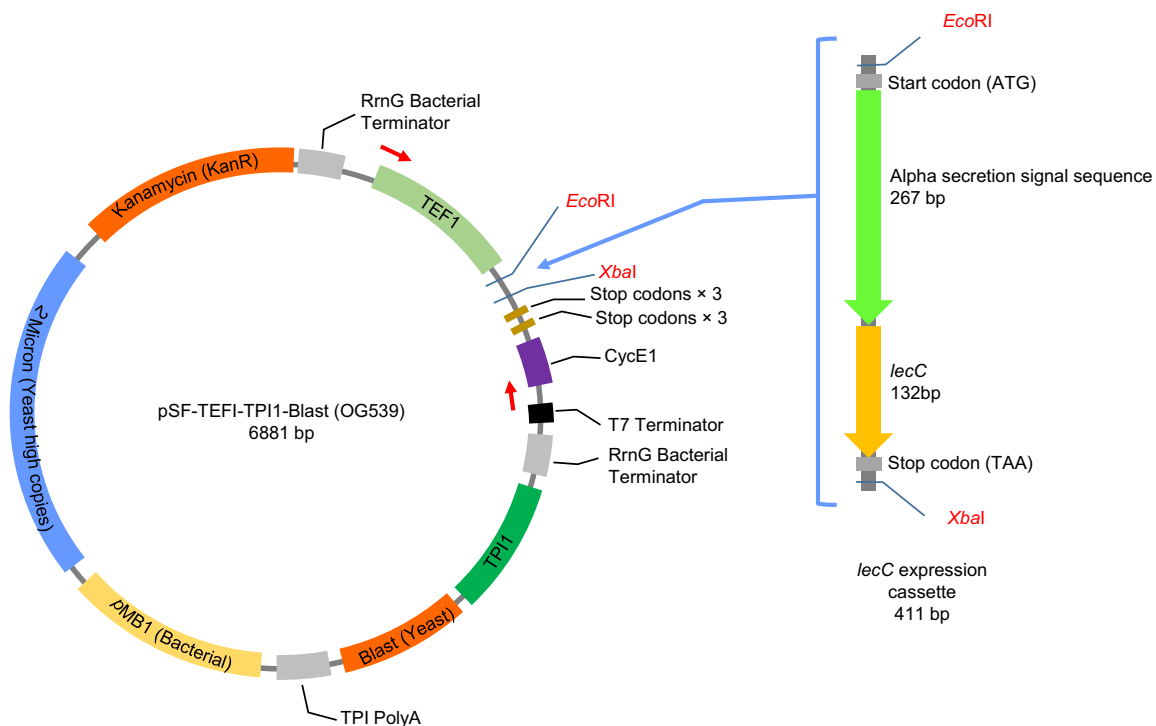 RrnG Bacterial
Terminator
Kanamycin (KanR)
TEF1
EcoRI
XbaI
Stop codons × 3
Stop codons × 3
CycE1
T7 Terminator
RrnG Bacterial
Terminator
TPI1
Blast (Yeast)
TPI PolyA
pMB1 (Bacterial)
2Micron (Yeast high copies)
pSF-TEFI-TPI1-Blast (OG539)
6881 bp
EcoRI
Start codon (ATG)
Alpha secretion signal sequence
267 bp
lecC
132bp
Stop codon (TAA)
XbaI
lecC expression
cassette
411 bp